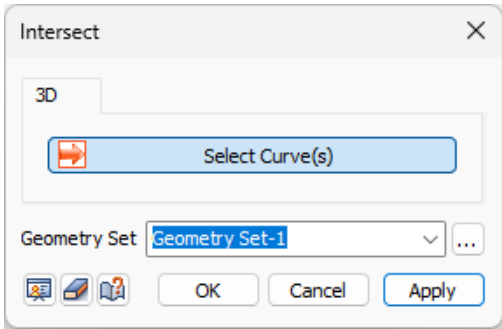 Intersect
3D
Select Curve(s)
Geometry Set Geometry Set-1 ...
OK Cancel Apply